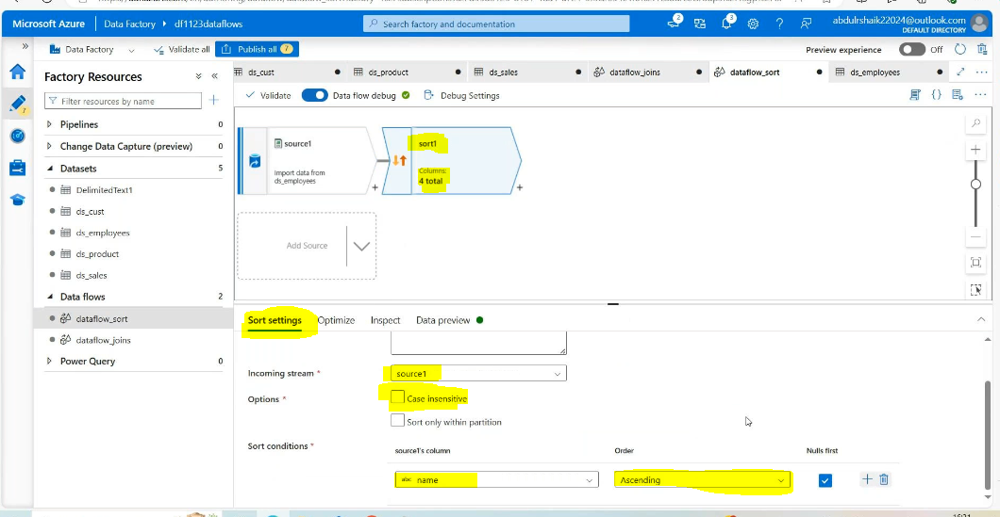 Microsoft Azure | Data Factory ▸ df1123dataflows
Search factory and documentation
2
3
abdulrshaik22024@outlook.com
DEFAULT DIRECTORY
Data Factory
Validate all
Publish all 7
Preview experience Off
Factory Resources
Filter resources by name
Pipelines 0
Change Data Capture (preview) 0
Datasets 5
DelimitedText1
ds_cust
ds_employees
ds_product
ds_sales
Data flows 2
dataflow_sort
dataflow_joins
Power Query 0
ds_cust
ds_product
ds_sales
dataflow_joins
dataflow_sort
ds_employees
Validate
Data flow debug
Debug Settings
source1
Import data from
ds_employees
sort1
Columns:
4 total
Add Source
Sort settings
Optimize
Inspect
Data preview
Incoming stream *
source1
Options *
Case insensitive
Sort only within partition
Sort conditions *
source1's column
Order
Nulls first
abc name
Ascending